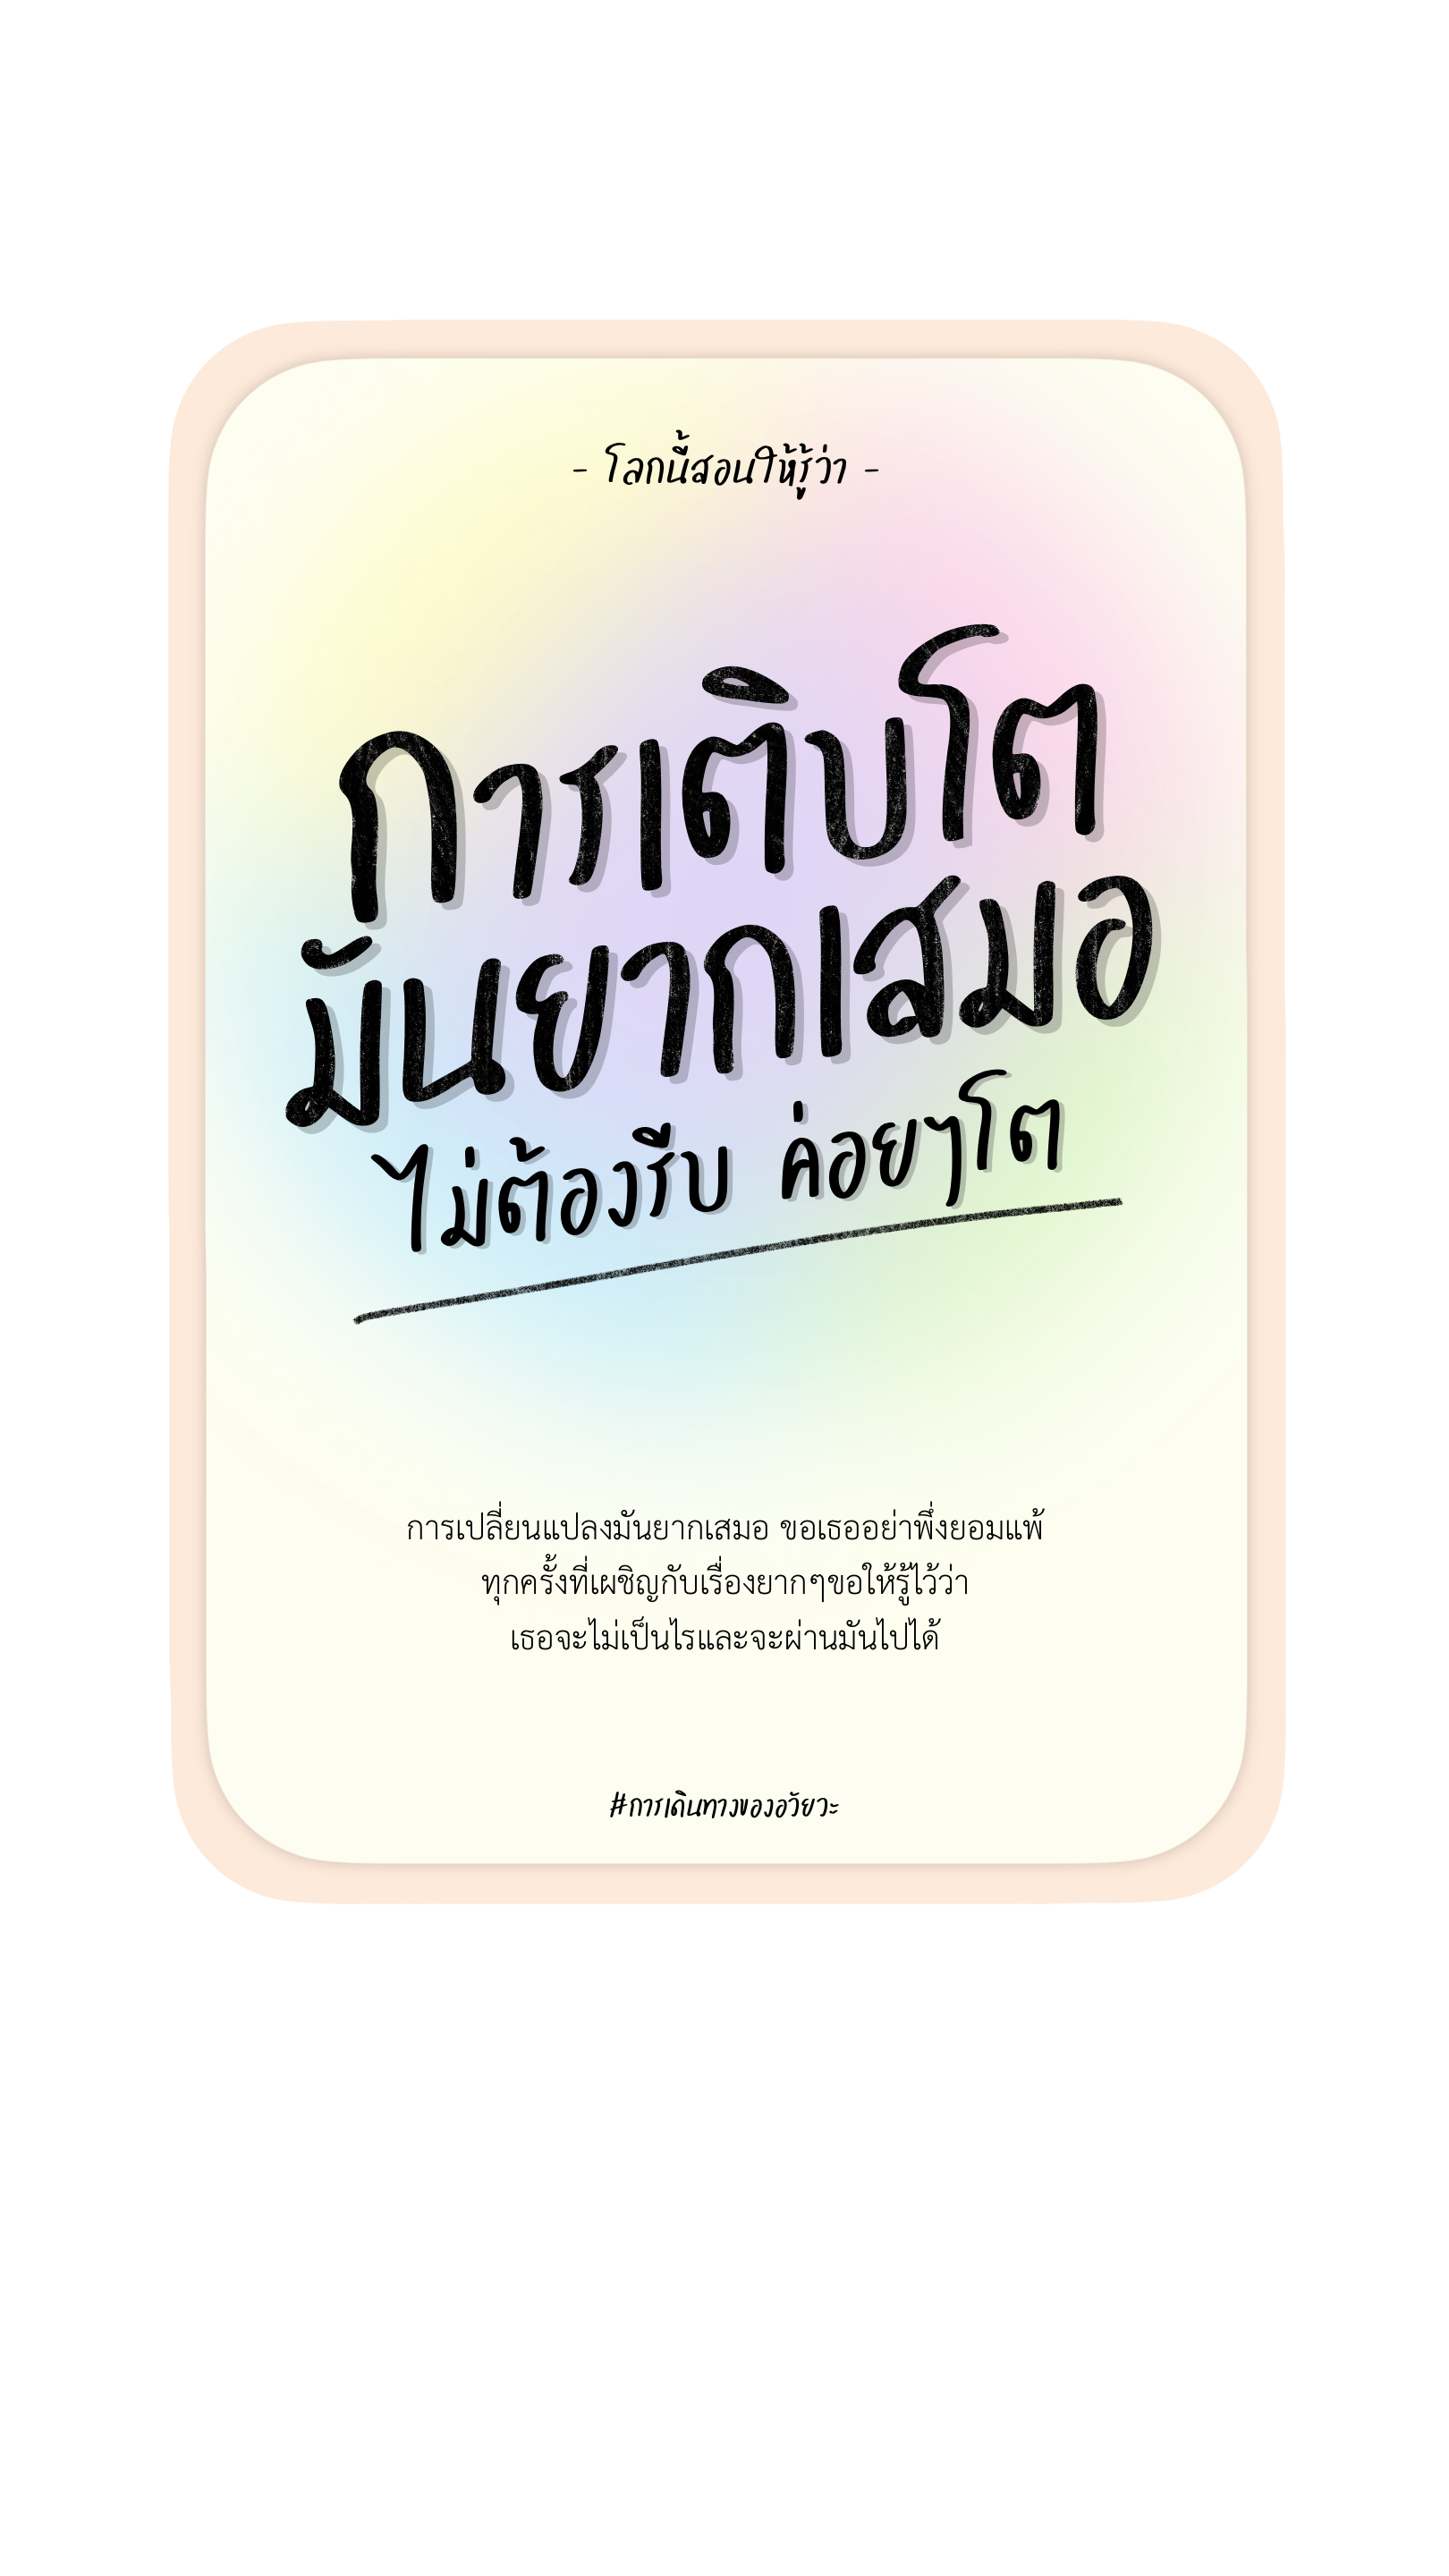 - โลกนี้สอนให้รู้ว่า -
การเติบโต
มันยากเสมอ
ไม่ต้องรีบ ค่อยๆโต
การเปลี่ยนแปลงมันยากเสมอ ขอเธออย่าพึ่งยอมแพ้
ทุกครั้งที่เผชิญกับเรื่องยากๆขอให้รู้ไว้ว่า
เธอจะไม่เป็นไรและจะผ่านมันไปได้
#การเดินทางของอวัยวะ